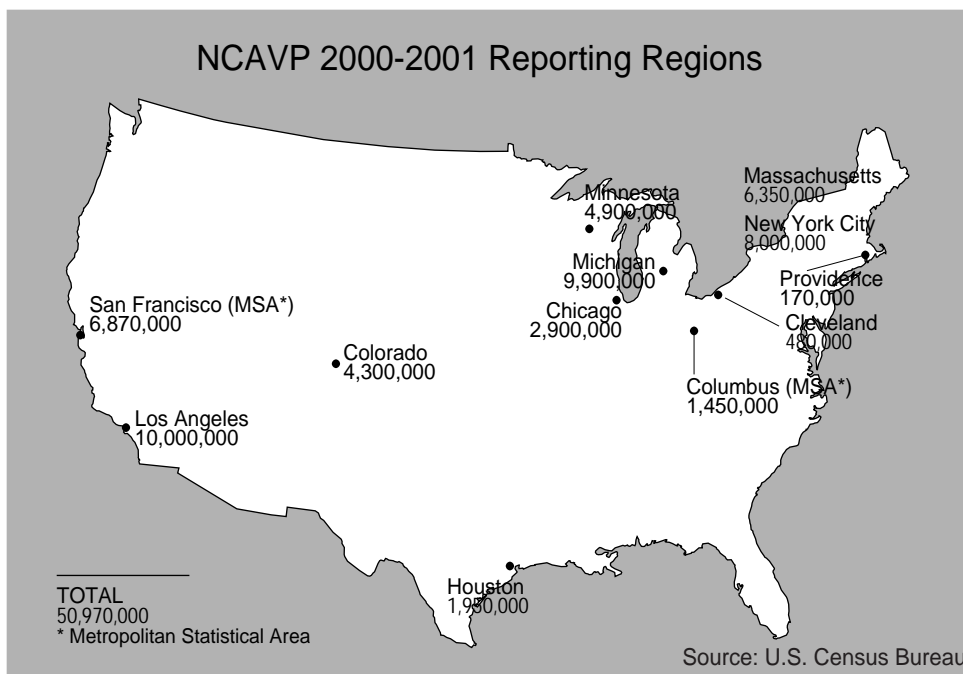 NCAVP 2000-2001 Reporting Regions
Massachusetts
6,350,000
Minnesota
4,900,000
New York City
8,000,000
Michigan
9,900,000
Providence
170,000
San Francisco (MSA*)
6,870,000
Chicago
2,900,000
Cleveland
480,000
Colorado
4,300,000
Columbus (MSA*)
1,450,000
Los Angeles
10,000,000
Houston
1,950,000
TOTAL
50,970,000
* Metropolitan Statistical Area
Source: U.S. Census Bureau